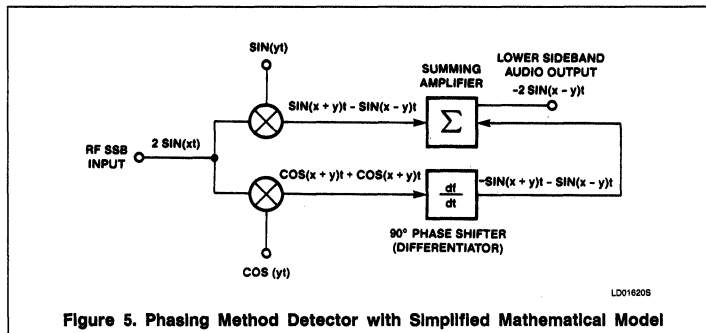 SIN(yt)
LOWER SIDEBAND
AUDIO OUTPUT
SUMMING
AMPLIFIER
-2 SIN(x – y)t
SIN(x + y)t – SIN(x – y)t
Σ
2 SIN(xt)
RF SSB
INPUT
COS(x + y)t + COS(x + y)t
df
dt
–SIN(x + y)t – SIN(x – y)t
90° PHASE SHIFTER
(DIFFERENTIATOR)
COS (yt)
LD01620S
Figure 5. Phasing Method Detector with Simplified Mathematical Model